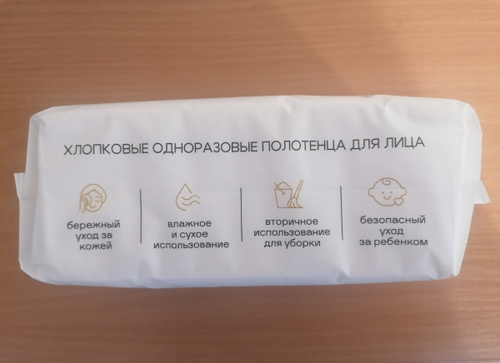 ХЛОПКОВЫЕ ОДНОРАЗОВЫЕ ПОЛОТЕНЦА ДЛЯ ЛИЦА
бережный
уход за
кожей
влажное
и сухое
использование
вторичное
использование
для уборки
безопасный
уход
за ребенком